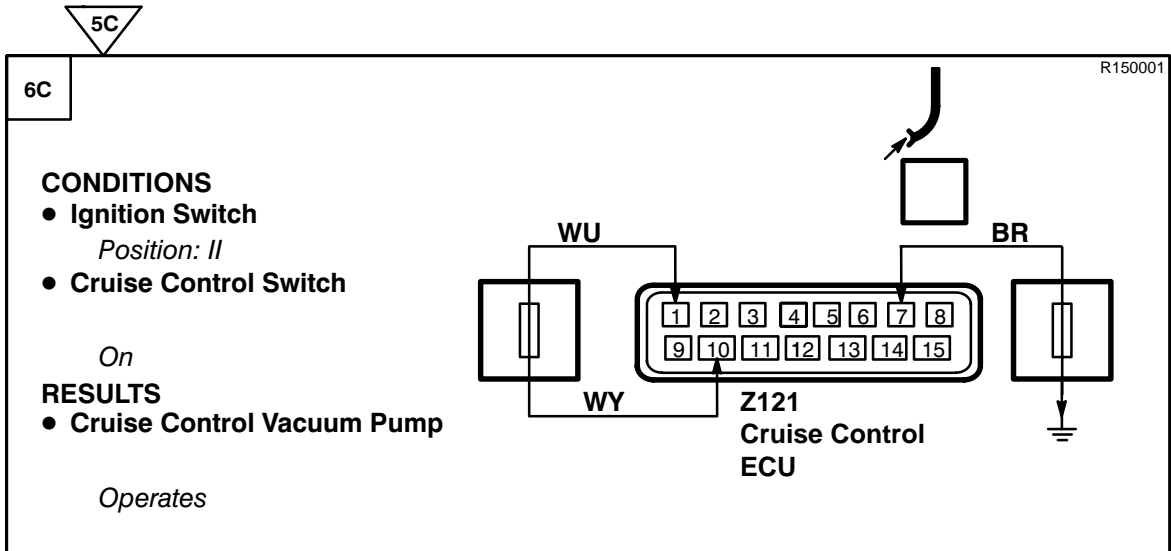 5C
6C
R150001
CONDITIONS
● Ignition Switch
Position: II
● Cruise Control Switch
On
RESULTS
● Cruise Control Vacuum Pump
Operates
WU
BR
1 2 3 4 5 6 7 8
9 10 11 12 13 14 15
WY
Z121
Cruise Control
ECU